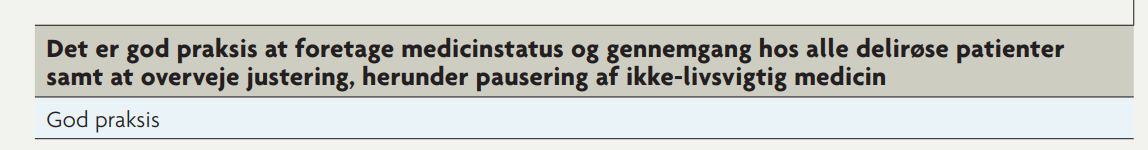 Det er god praksis at foretage medicinstatus og gennemgang hos alle delirøse patienter
samt at overveje justering, herunder pausering af ikke-livsvigtig medicin
God praksis